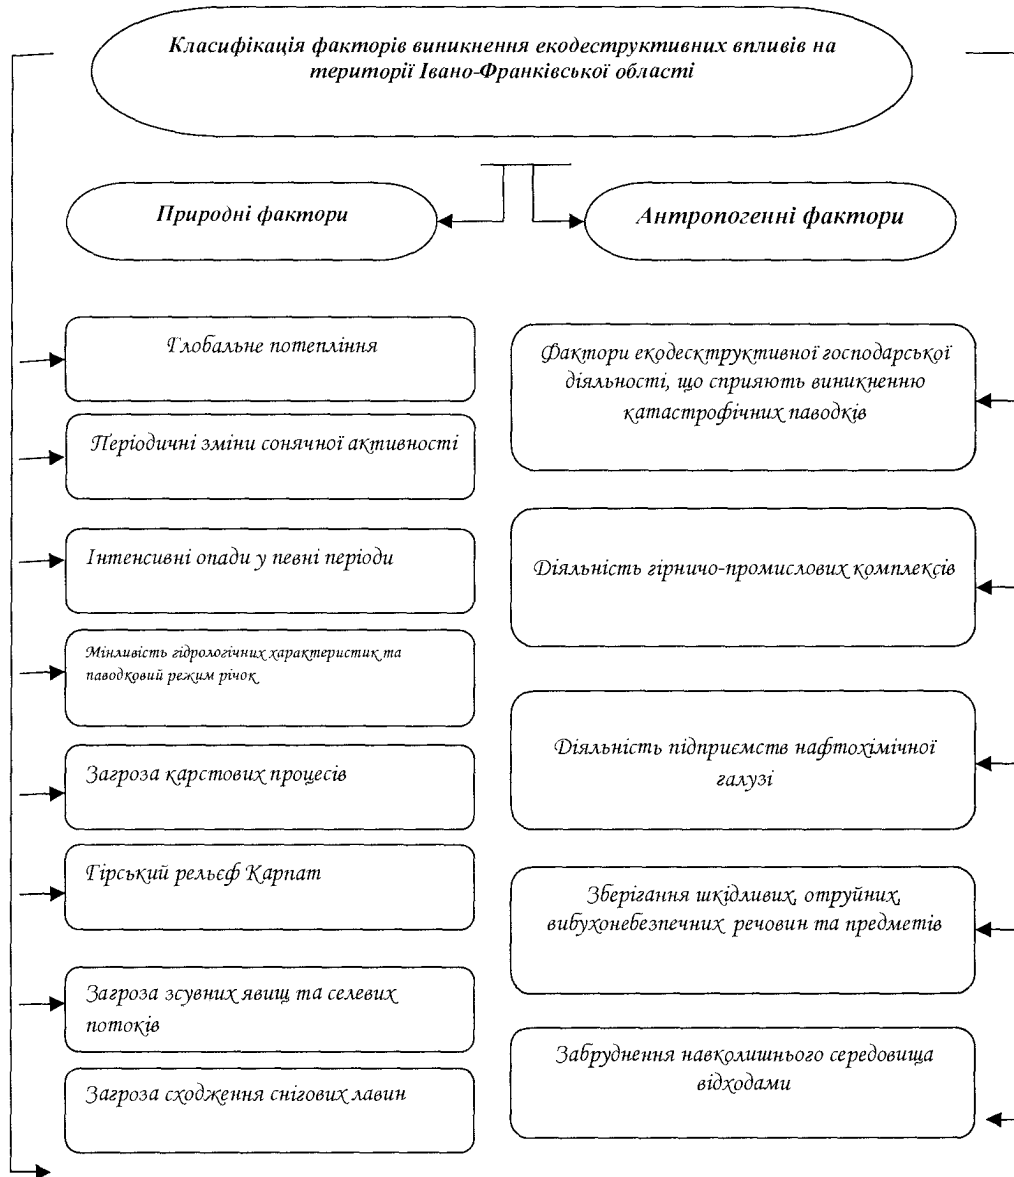 Класифікація факторів виникнення екодеструктивних впливів на
території Івано-Франківської області
Природні фактори
Антропогенні фактори
Глобальне потепління
Періодичні зміни сонячної активності
Інтенсивні опади у певні періоди
Мінливість гідрологічних характеристик та
паводковий режим річок
Загроза карстових процесів
Гірський рельєф Карпат
Загроза зсувних явищ та селевих
потоків
Загроза сходження снігових лавин
Фактори екодесктруктивної господарської
діяльності, що сприяють виникненню
катастрофічних паводків
Діяльність гірничо-промислових комплексів
Діяльність підприємств нафтохімічної
галузі
Зберігання шкідливих, отруйних,
вибухонебезпечних речовин та предметів
Забруднення навколишнього середовища
відходами